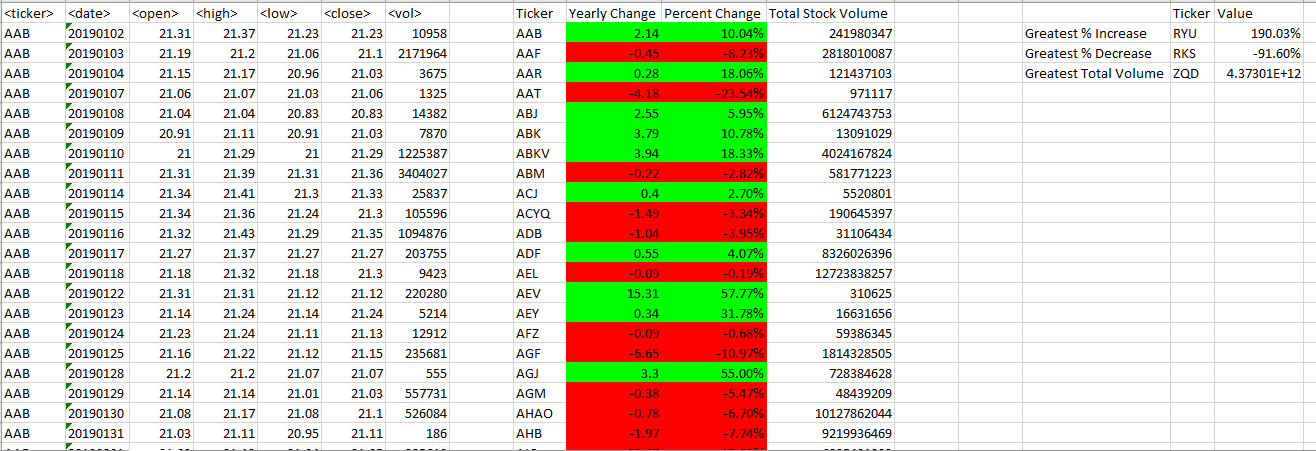 <ticker> <date> <open> <high> <low> <close> <vol> Ticker Yearly Change Percent Change Total Stock Volume Ticker Value
AAB 20190102 21.31 21.37 21.23 21.23 10958 AAB 2.14 10.04% 241980347 Greatest % Increase RYU 190.03%
AAB 20190103 21.19 21.2 21.06 21.1 2171964 AAF -0.45 -8.23% 2818010087 Greatest % Decrease RKS -91.60%
AAB 20190104 21.15 21.17 20.96 21.03 3675 AAR 0.28 18.06% 121437103 Greatest Total Volume ZQD 4.37301E+12
AAB 20190107 21.06 21.07 21.03 21.06 1325 AAT -4.18 -23.54% 971117
AAB 20190108 21.04 21.04 20.83 20.83 14382 ABJ 2.55 5.95% 6124743753
AAB 20190109 20.91 21.11 20.91 21.03 7870 ABK 3.79 10.78% 13091029
AAB 20190110 21 21.29 21 21.29 1225387 ABKV 3.94 18.33% 4024167824
AAB 20190111 21.31 21.39 21.31 21.36 3404027 ABM -0.22 -2.82% 581771223
AAB 20190114 21.34 21.41 21.3 21.33 25837 ACJ 0.4 2.70% 5520801
AAB 20190115 21.34 21.36 21.24 21.3 105596 ACYQ -1.49 -3.34% 190645397
AAB 20190116 21.32 21.43 21.29 21.35 1094876 ADB -1.04 -3.95% 31106434
AAB 20190117 21.27 21.37 21.27 21.27 203755 ADF 0.55 4.07% 8326026396
AAB 20190118 21.18 21.32 21.18 21.3 9423 AEL -0.09 -0.19% 12723838257
AAB 20190122 21.31 21.31 21.12 21.12 220280 AEV 15.31 57.77% 310625
AAB 20190123 21.14 21.24 21.14 21.24 5214 AEY 0.34 31.78% 16631656
AAB 20190124 21.23 21.24 21.11 21.13 12912 AFZ -0.09 -0.68% 59386345
AAB 20190125 21.16 21.22 21.12 21.15 235681 AGF -6.65 -10.97% 1814328505
AAB 20190128 21.2 21.2 21.07 21.07 555 AGJ 3.3 55.00% 728384628
AAB 20190129 21.14 21.14 21.01 21.03 557731 AGM -0.38 -5.47% 48439209
AAB 20190130 21.08 21.17 21.08 21.1 526084 AHAO -0.78 -6.70% 10127862044
AAB 20190131 21.03 21.11 20.95 21.11 186 AHB -1.97 -7.74% 9219936469